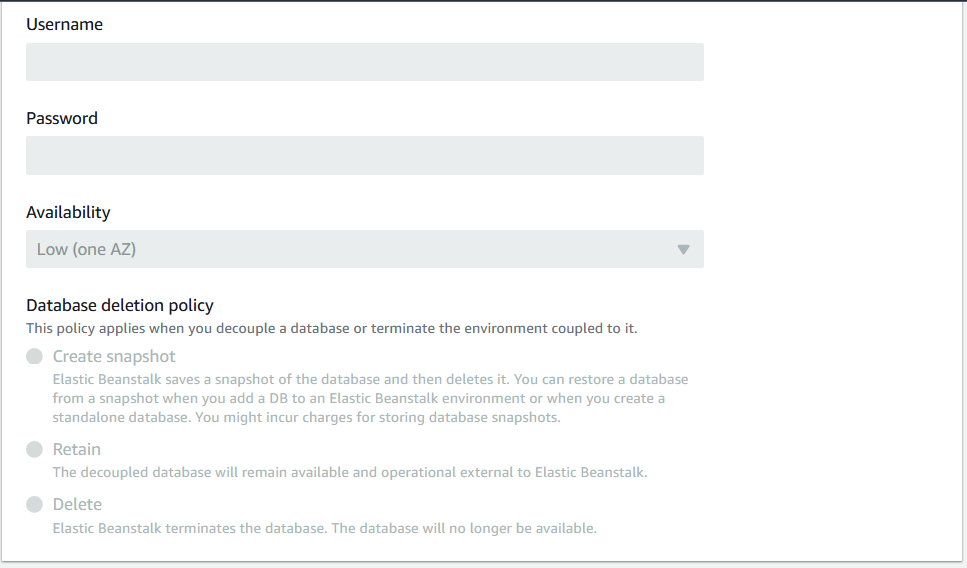 Username
Password
Availability
Low (one AZ)
Database deletion policy
This policy applies when you decouple a database or terminate the environment coupled to it.
Create snapshot
Elastic Beanstalk saves a snapshot of the database and then deletes it. You can restore a database
from a snapshot when you add a DB to an Elastic Beanstalk environment or when you create a
standalone database. You might incur charges for storing database snapshots.
Retain
The decoupled database will remain available and operational external to Elastic Beanstalk.
Delete
Elastic Beanstalk terminates the database. The database will no longer be available.